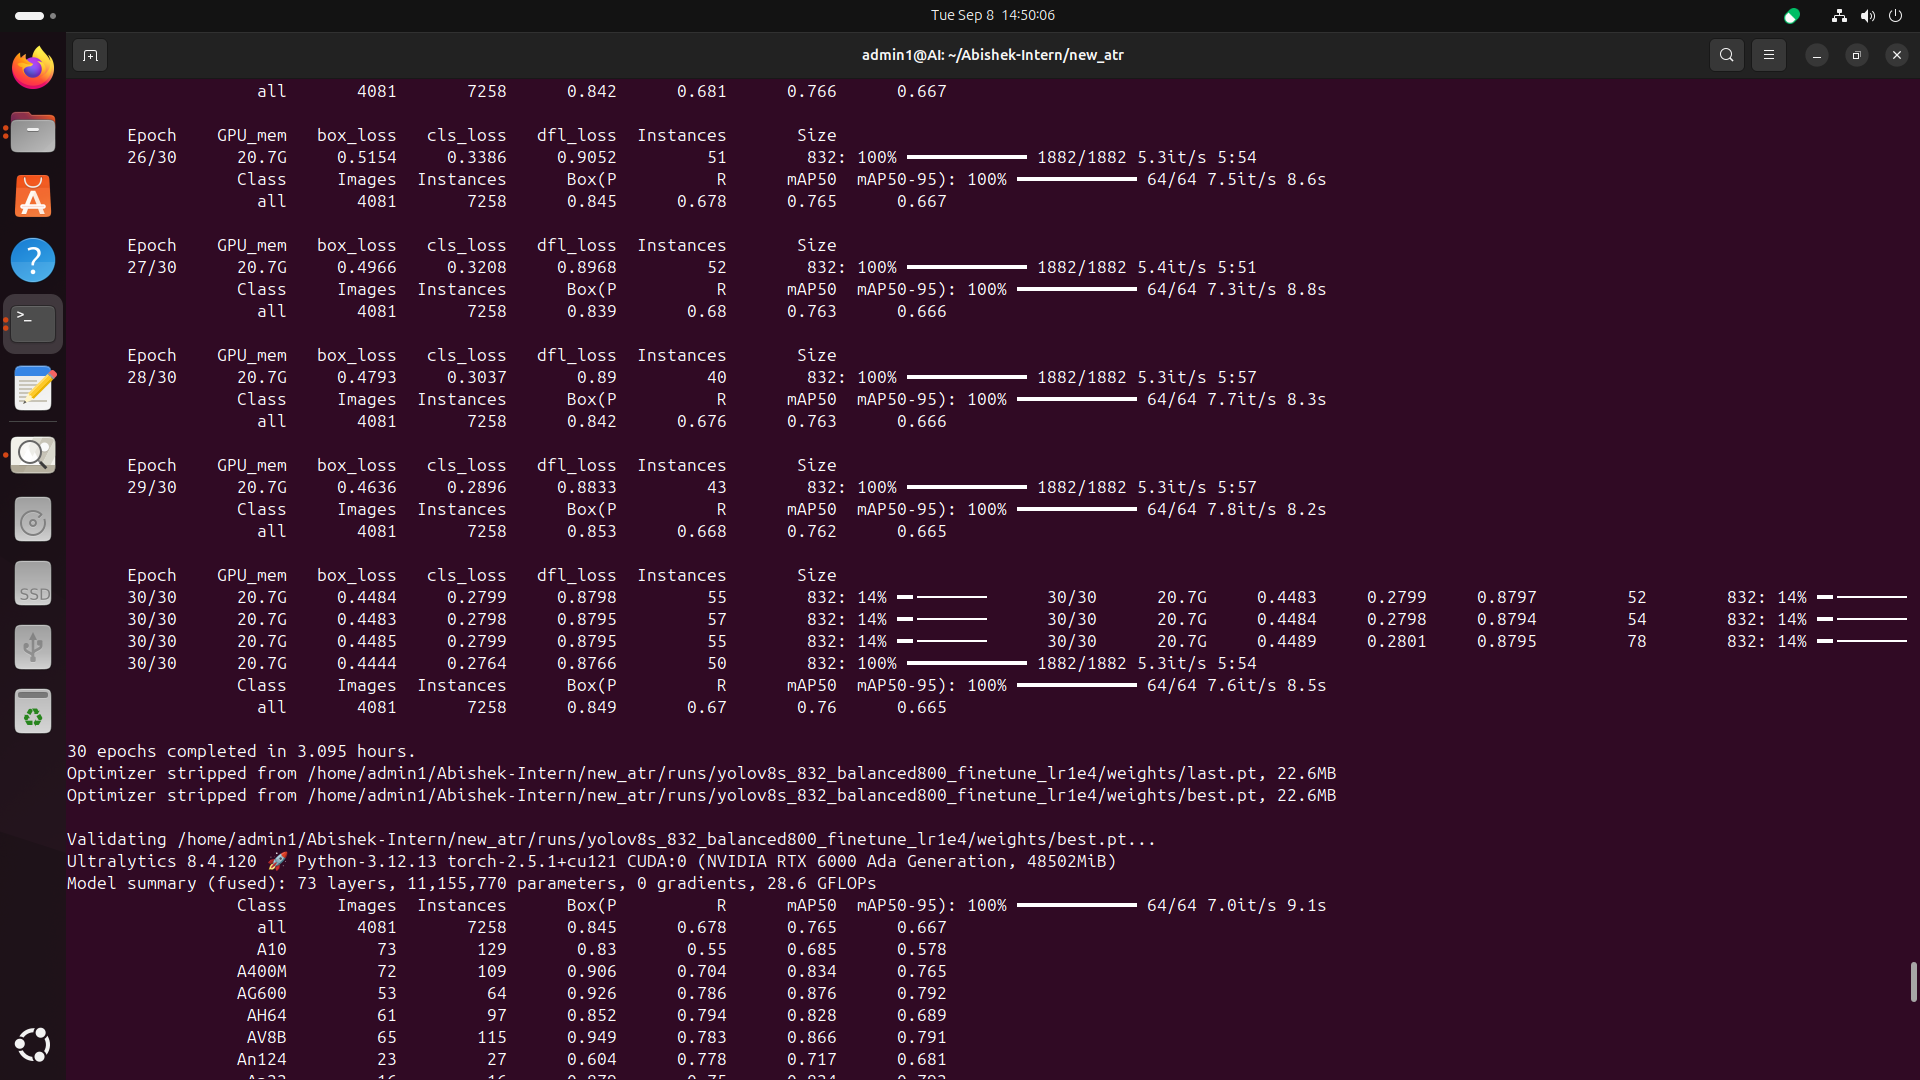 Tue Sep 8 14:50:06
admin1@AI: ~/Abishek-Intern/new_atr
all 4081 7258 0.842 0.681 0.766 0.667
Epoch GPU_mem box_loss cls_loss dfl_loss Instances Size
26/30 20.7G 0.5154 0.3386 0.9052 51 832: 100% 1882/1882 5.3it/s 5:54
Class Images Instances Box(P R mAP50 mAP50-95): 100% 64/64 7.5it/s 8.6s
all 4081 7258 0.845 0.678 0.765 0.667
Epoch GPU_mem box_loss cls_loss dfl_loss Instances Size
27/30 20.7G 0.4966 0.3208 0.8968 52 832: 100% 1882/1882 5.4it/s 5:51
Class Images Instances Box(P R mAP50 mAP50-95): 100% 64/64 7.3it/s 8.8s
all 4081 7258 0.839 0.68 0.763 0.666
Epoch GPU_mem box_loss cls_loss dfl_loss Instances Size
28/30 20.7G 0.4793 0.3037 0.89 40 832: 100% 1882/1882 5.3it/s 5:57
Class Images Instances Box(P R mAP50 mAP50-95): 100% 64/64 7.7it/s 8.3s
all 4081 7258 0.842 0.676 0.763 0.666
Epoch GPU_mem box_loss cls_loss dfl_loss Instances Size
29/30 20.7G 0.4636 0.2896 0.8833 43 832: 100% 1882/1882 5.3it/s 5:57
Class Images Instances Box(P R mAP50 mAP50-95): 100% 64/64 7.8it/s 8.2s
all 4081 7258 0.853 0.668 0.762 0.665
Epoch GPU_mem box_loss cls_loss dfl_loss Instances Size
30/30 20.7G 0.4484 0.2799 0.8798 55 832: 14% 30/30 20.7G 0.4483 0.2799 0.8797 52 832: 14%
30/30 20.7G 0.4483 0.2798 0.8795 57 832: 14% 30/30 20.7G 0.4484 0.2798 0.8794 54 832: 14%
30/30 20.7G 0.4485 0.2799 0.8795 55 832: 14% 30/30 20.7G 0.4489 0.2801 0.8795 78 832: 14%
30/30 20.7G 0.4444 0.2764 0.8766 50 832: 100% 1882/1882 5.3it/s 5:54
Class Images Instances Box(P R mAP50 mAP50-95): 100% 64/64 7.6it/s 8.5s
all 4081 7258 0.849 0.67 0.76 0.665
30 epochs completed in 3.095 hours.
Optimizer stripped from /home/admin1/Abishek-Intern/new_atr/runs/yolov8s_832_balanced800_finetune_lr1e4/weights/last.pt, 22.6MB
Optimizer stripped from /home/admin1/Abishek-Intern/new_atr/runs/yolov8s_832_balanced800_finetune_lr1e4/weights/best.pt, 22.6MB
Validating /home/admin1/Abishek-Intern/new_atr/runs/yolov8s_832_balanced800_finetune_lr1e4/weights/best.pt...
Ultralytics 8.4.120 🚀 Python-3.12.13 torch-2.5.1+cu121 CUDA:0 (NVIDIA RTX 6000 Ada Generation, 48502MiB)
Model summary (fused): 73 layers, 11,155,770 parameters, 0 gradients, 28.6 GFLOPs
Class Images Instances Box(P R mAP50 mAP50-95): 100% 64/64 7.0it/s 9.1s
all 4081 7258 0.845 0.678 0.765 0.667
A10 73 129 0.83 0.55 0.685 0.578
A400M 72 109 0.906 0.704 0.834 0.765
AG600 53 64 0.926 0.786 0.876 0.792
AH64 61 97 0.852 0.794 0.828 0.689
AV8B 65 115 0.949 0.783 0.866 0.791
An124 23 27 0.604 0.778 0.717 0.681
SSD